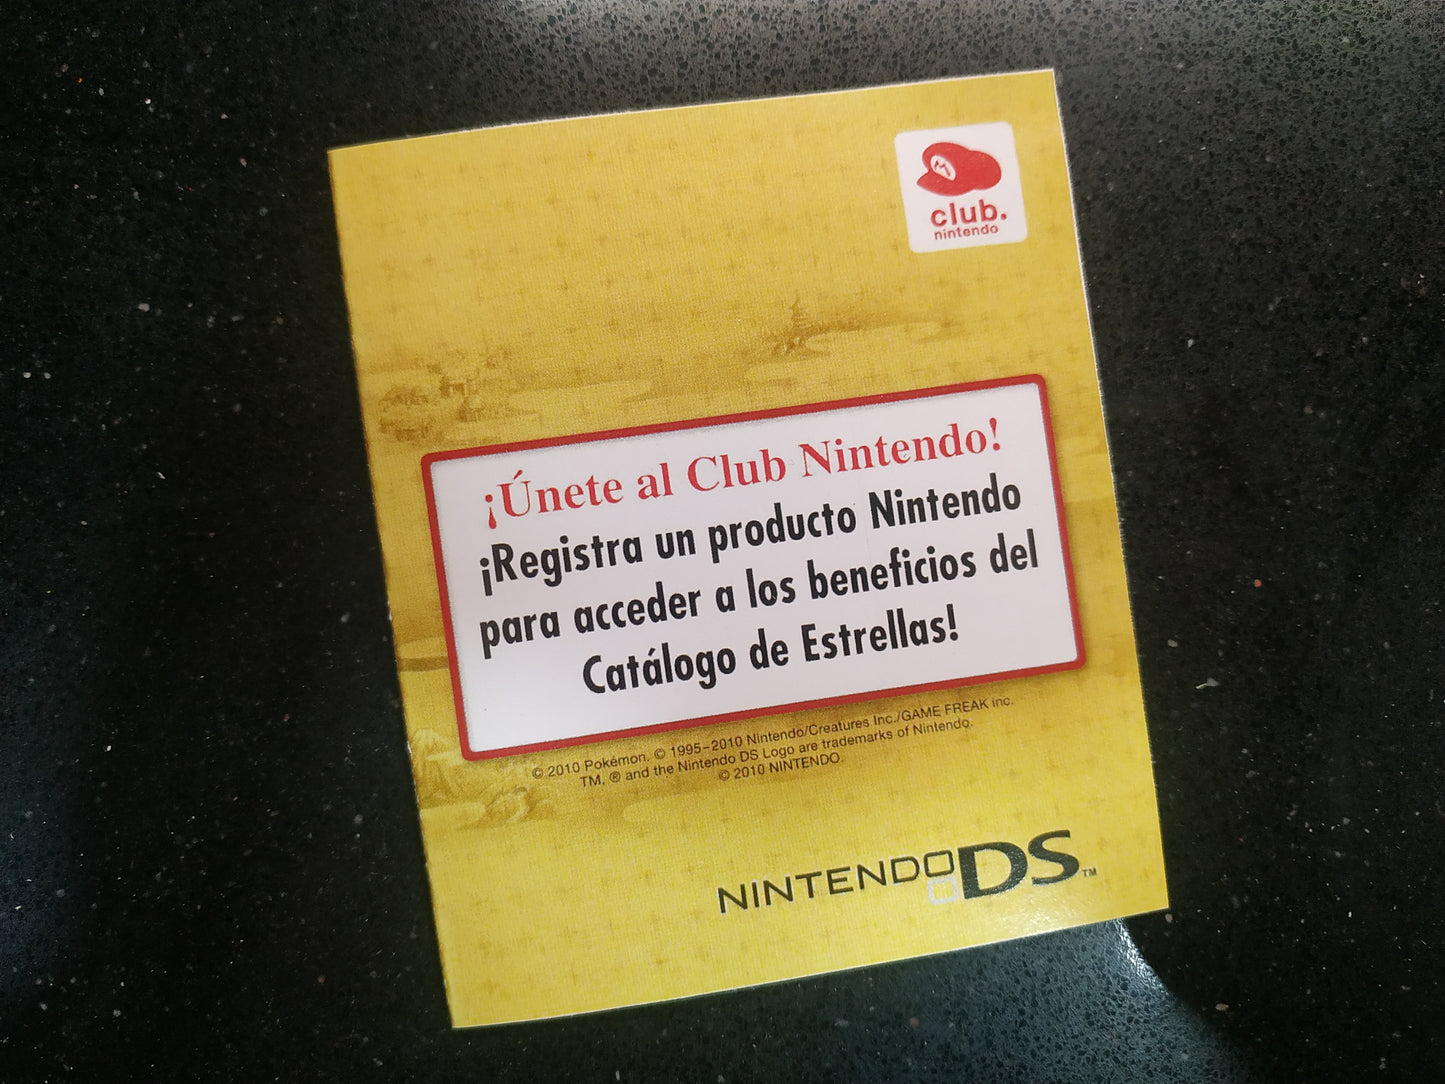 M
club.
nintendo
¡Únete al Club Nintendo!
¡Registra un producto Nintendo
para acceder a los beneficios del
Catálogo de Estrellas!
© 2010 Pokémon. © 1995–2010 Nintendo/Creatures Inc./GAME FREAK inc.
TM, ® and the Nintendo DS Logo are trademarks of Nintendo.
© 2010 NINTENDO.
NINTENDO DS™